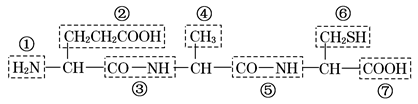 ① ② ④ ⑥
CH₂CH₂COOH CH₃ CH₂SH
H₂N—CH—CO—NH—CH—CO—NH—CH—COOH
③ ⑤ ⑦